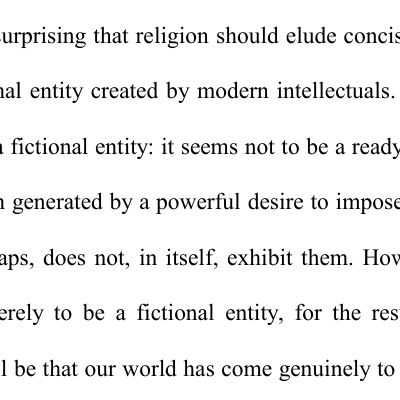 surprising that religion should elude concis
nal entity created by modern intellectuals.
a fictional entity: it seems not to be a ready
n generated by a powerful desire to impose
aps, does not, in itself, exhibit them. How
erely to be a fictional entity, for the res
l be that our world has come genuinely to